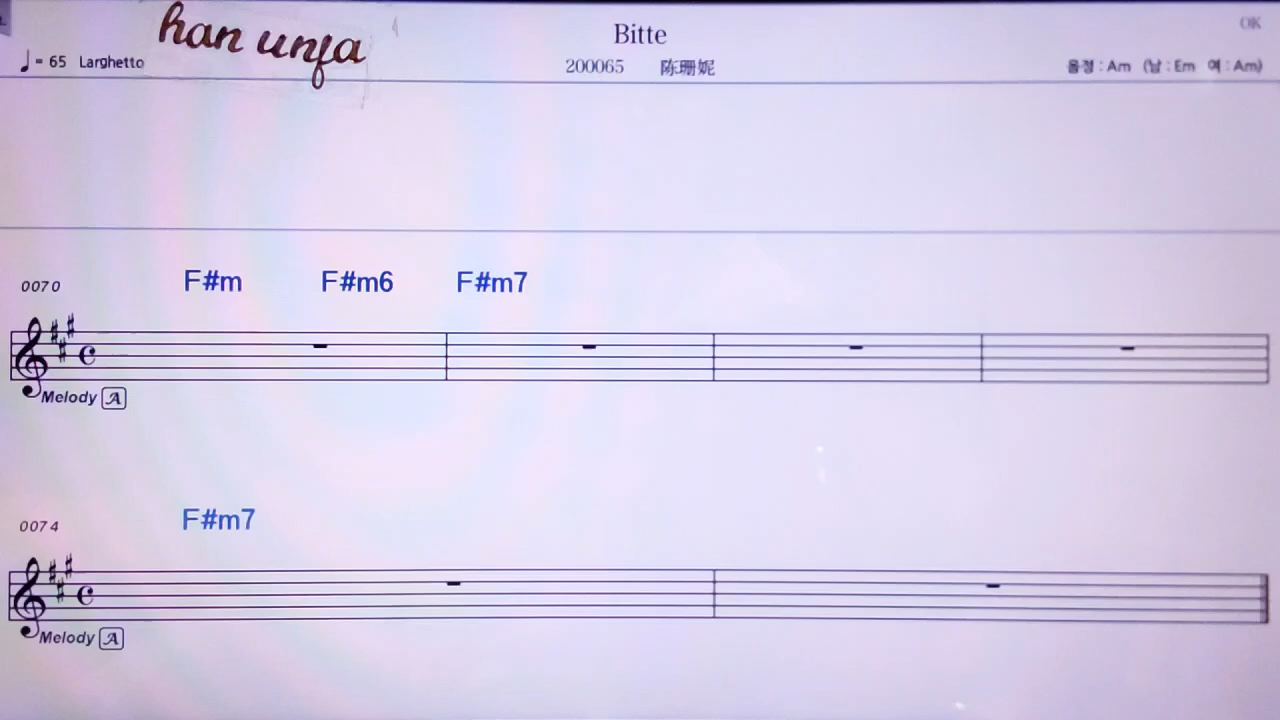 han unfa
Bitte
OK
♩= 65 Larghetto
200065 陈珊妮
음정 : Am (남 : Em 여 : Am)
0070 F#m F#m6 F#m7
Melody A
0074 F#m7
Melody A